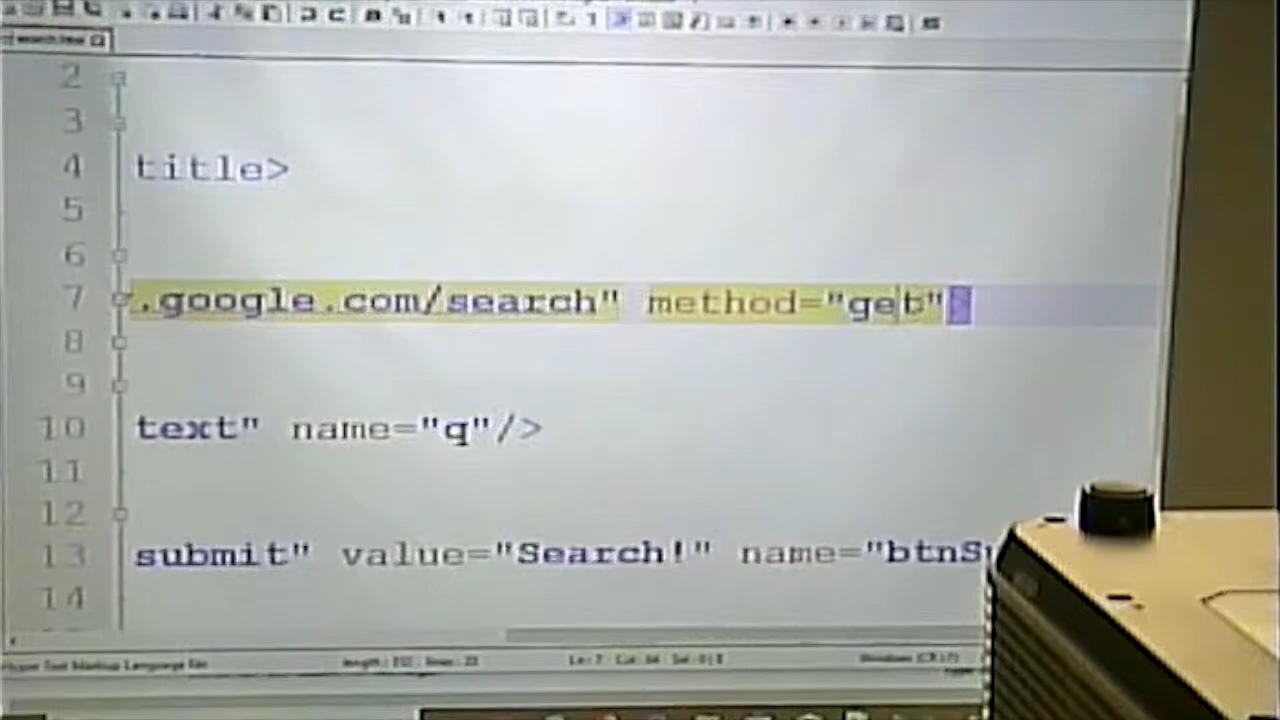 2
3
4 title>
5
6
7 .google.com/search" method="get">
8
9
10 text" name="q"/>
11
12
13 submit" value="Search!" name="btnSu
14